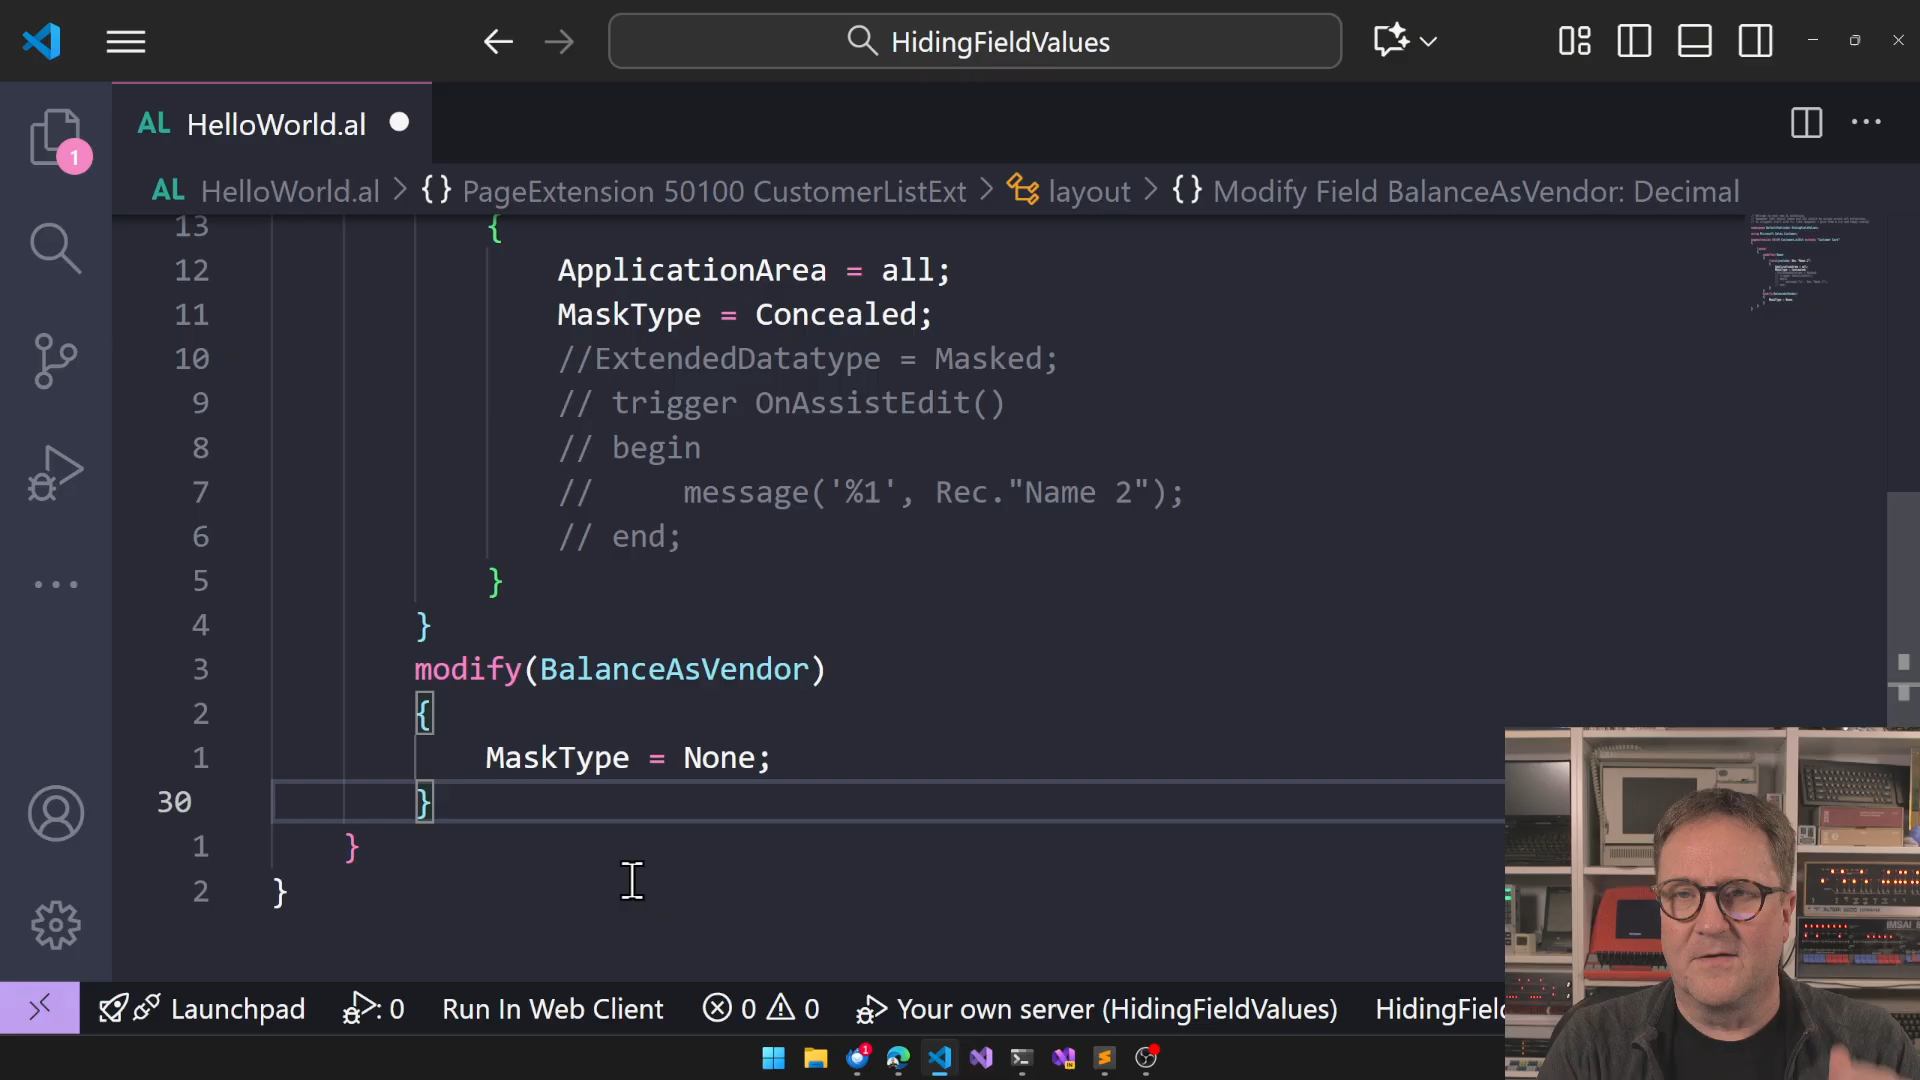 HidingFieldValues
AL HelloWorld.al
1
AL HelloWorld.al > {} PageExtension 50100 CustomerListExt > layout > {} Modify Field BalanceAsVendor: Decimal
13 {
12 ApplicationArea = all;
11 MaskType = Concealed;
10 //ExtendedDatatype = Masked;
9 // trigger OnAssistEdit()
8 // begin
7 // message('%1', Rec."Name 2");
6 // end;
5 }
4 }
3 modify(BalanceAsVendor)
2 {
1 MaskType = None;
30 }
1 }
2 }
Launchpad : 0 Run In Web Client 0 0 Your own server (HidingFieldValues) HidingField